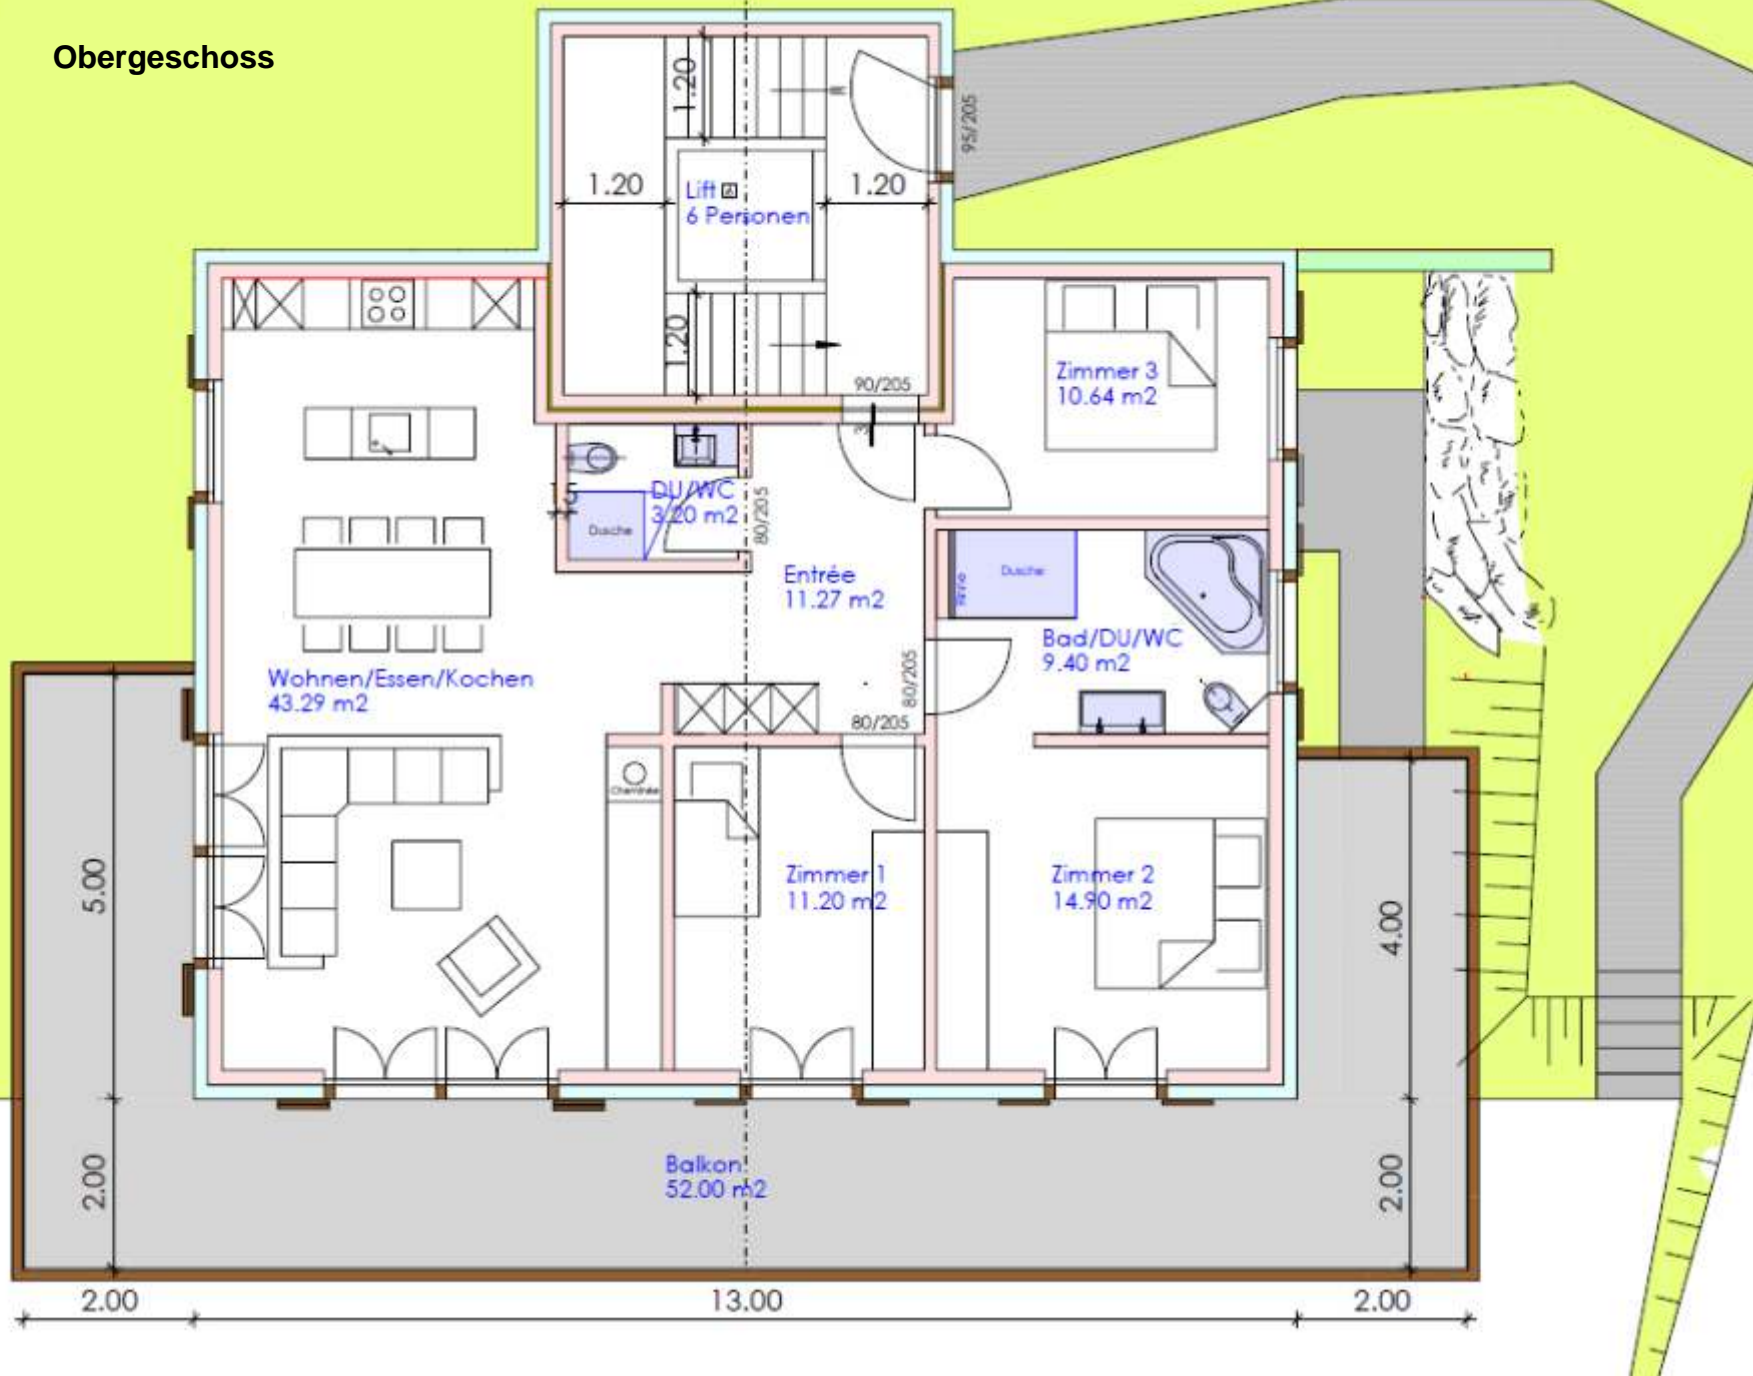 Obergeschoss
1.20
95/205
1.20
1.20
Lift
6 Personen
1.20
90/205
Zimmer 3
10.64 m2
15
DU/WC
3.20 m2
80/205
Dusche
Dusche
Entrée
11.27 m2
Bad/DU/WC
9.40 m2
80/205
Wohnen/Essen/Kochen
43.29 m2
80/205
Cheminée
Zimmer 1
11.20 m2
Zimmer 2
14.90 m2
5.00
4.00
Balkon
52.00 m2
2.00
2.00
2.00
13.00
2.00